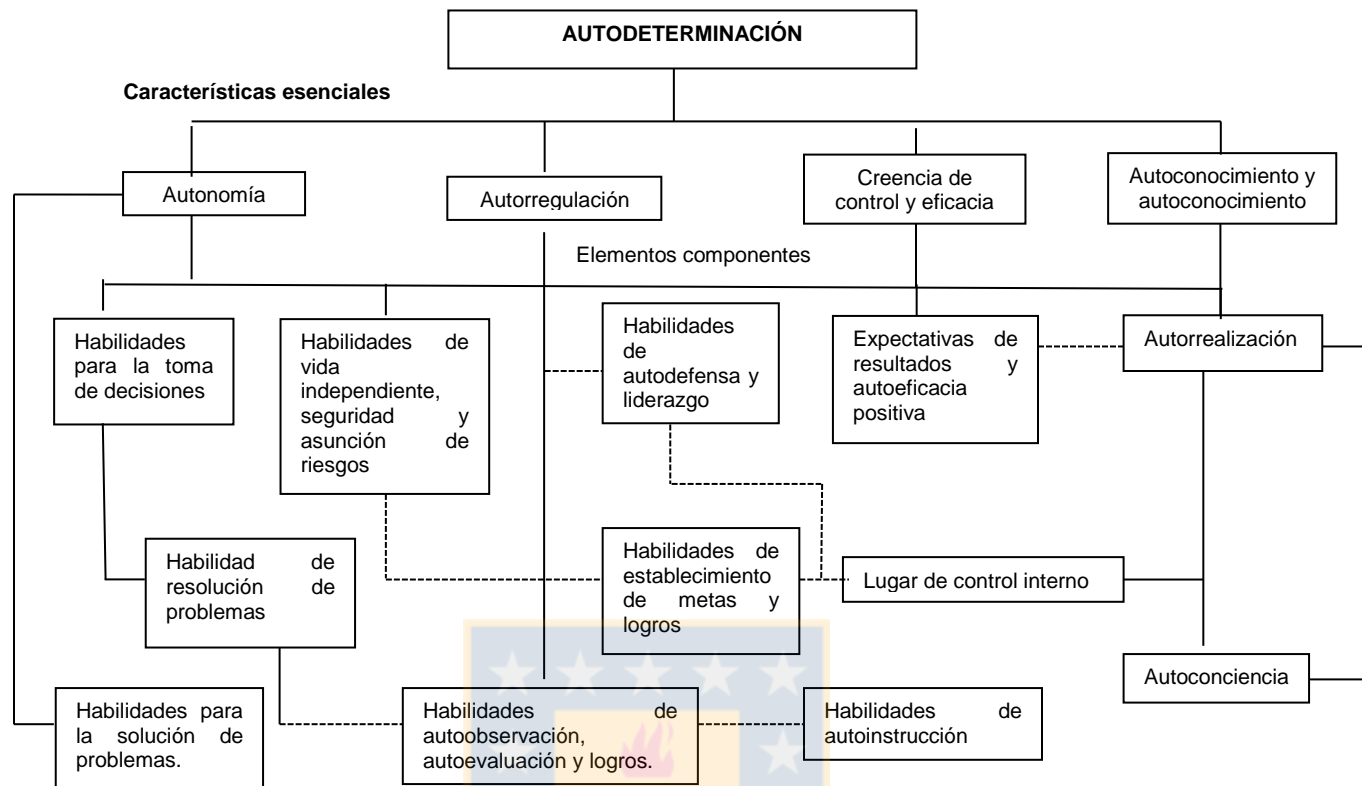 AUTODETERMINACIÓN
Características esenciales
Autonomía
Autorregulación
Creencia de
control y eficacia
Autoconocimiento y
autoconocimiento
Elementos componentes
Habilidades
para la toma
de decisiones
Habilidades de
vida
independiente,
seguridad y
asunción de
riesgos
Habilidades
de
autodefensa y
liderazgo
Expectativas de
resultados y
autoeficacia
positiva
Autorrealización
Habilidad de
resolución de
problemas
Habilidades de
establecimiento
de metas y
logros
Lugar de control interno
Autoconciencia
Habilidades para
la solución de
problemas.
Habilidades de
autoobservación,
autoevaluación y logros.
Habilidades de
autoinstrucción